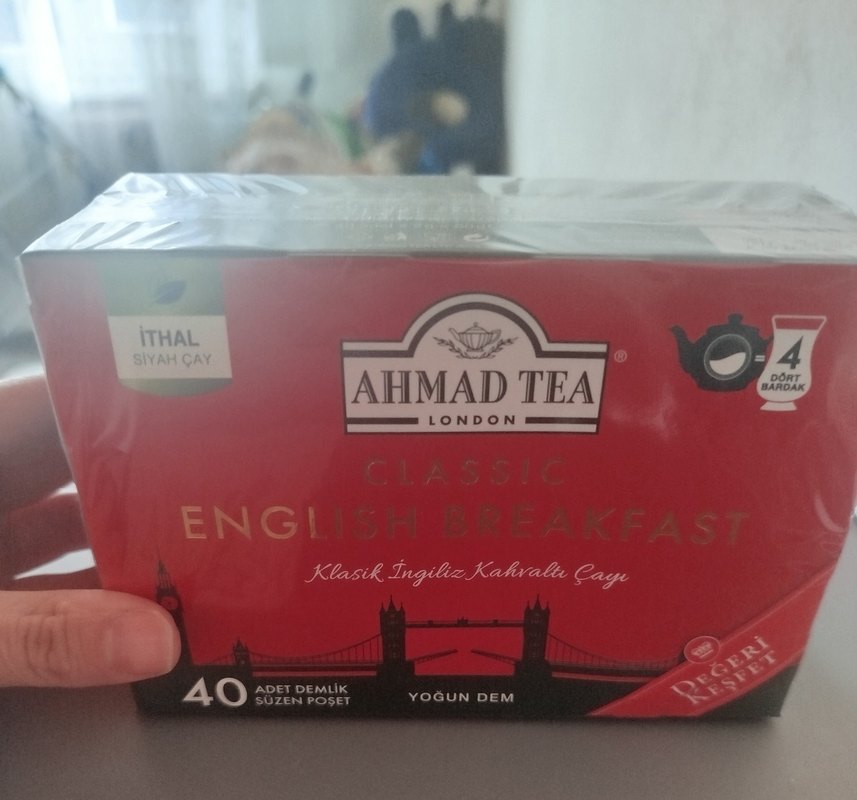 İTHAL
SİYAH ÇAY
AHMAD TEA
®
LONDON
4
DÖRT
BARDAK
CLASSIC
ENGLISH BREAKFAST
Klasik İngiliz Kahvaltı Çayı
40 ADET DEMLİK
SÜZEN POŞET
YOĞUN DEM
DEĞERİ
KEŞFET